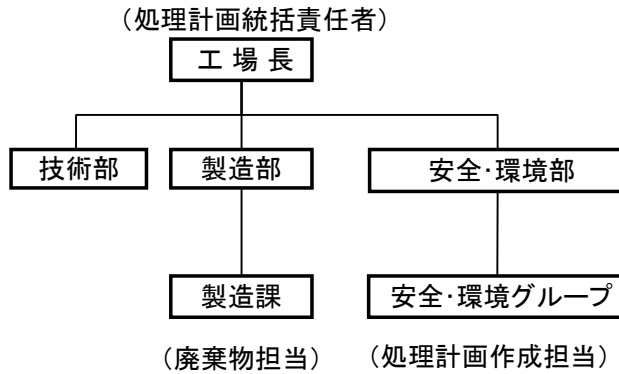 （処理計画統括責任者）
工 場 長
技術部 製造部 安全･環境部
製造課 安全･環境グループ
（廃棄物担当） （処理計画作成担当）